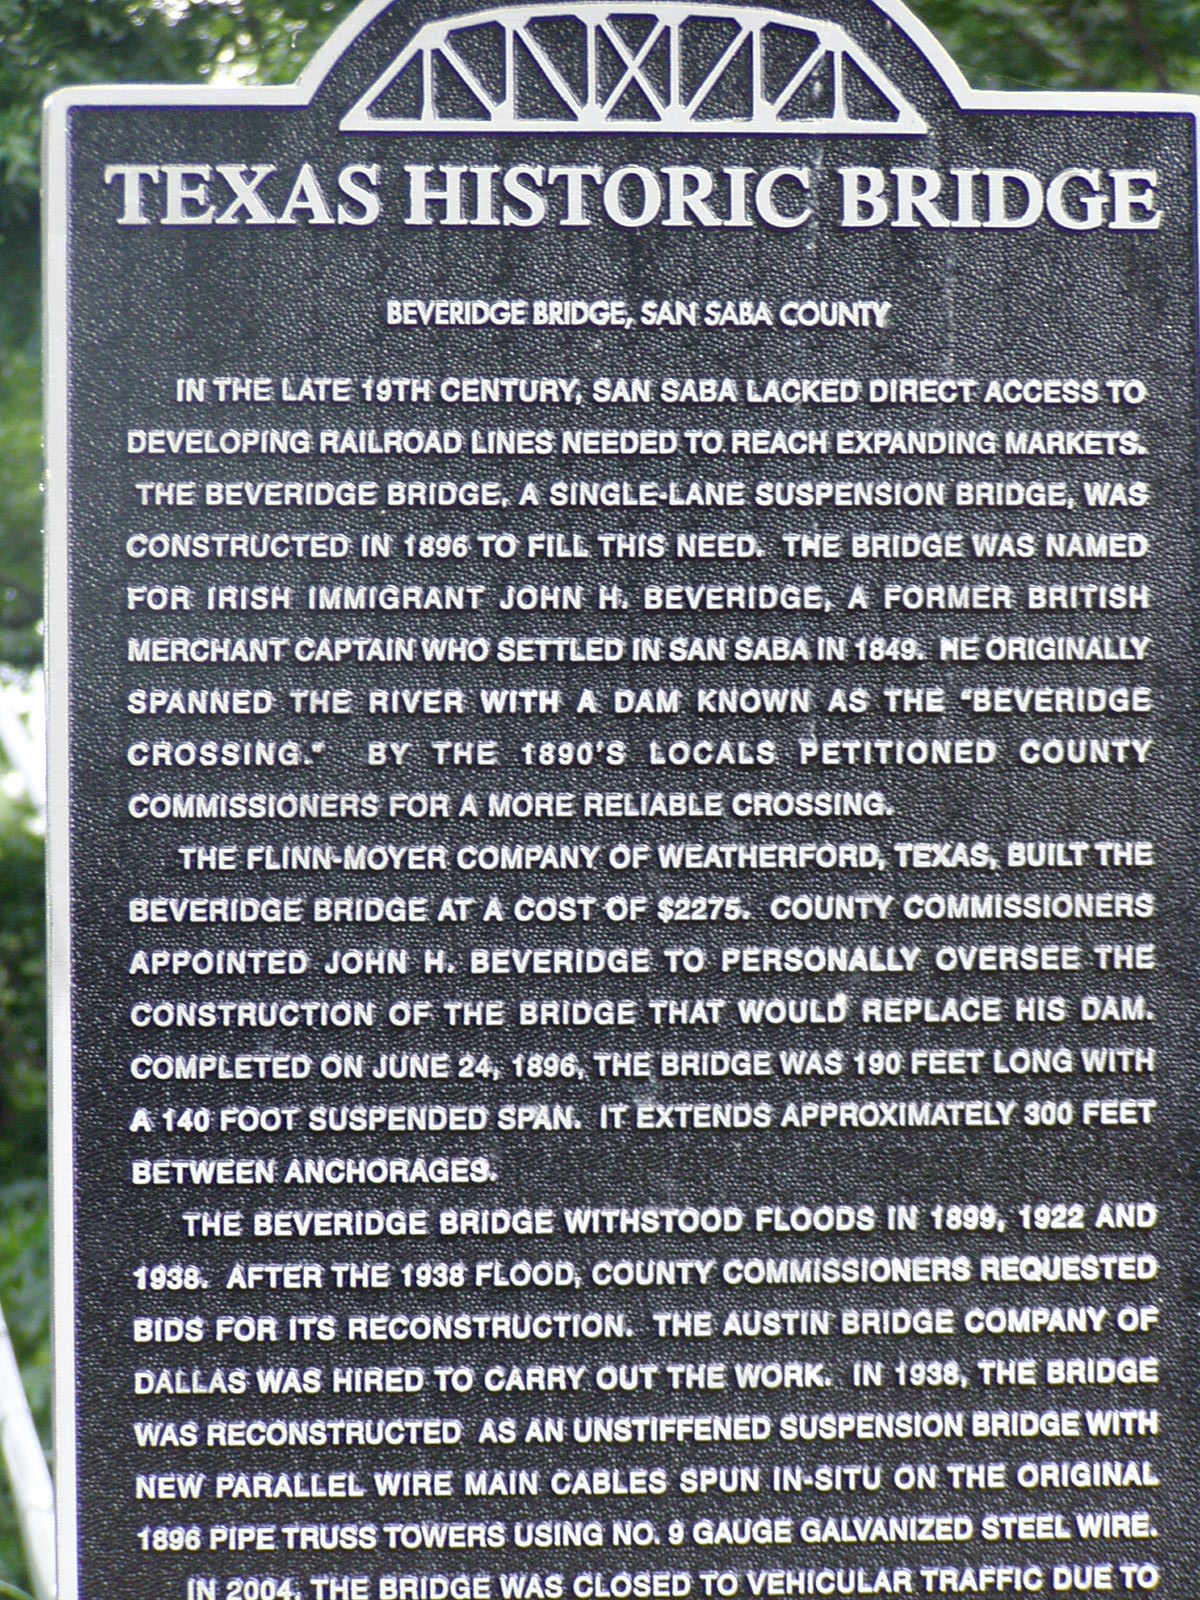 TEXAS HISTORIC BRIDGE
BEVERIDGE BRIDGE, SAN SABA COUNTY
IN THE LATE 19TH CENTURY, SAN SABA LACKED DIRECT ACCESS TO
DEVELOPING RAILROAD LINES NEEDED TO REACH EXPANDING MARKETS.
THE BEVERIDGE BRIDGE, A SINGLE-LANE SUSPENSION BRIDGE, WAS
CONSTRUCTED IN 1896 TO FILL THIS NEED. THE BRIDGE WAS NAMED
FOR IRISH IMMIGRANT JOHN H. BEVERIDGE, A FORMER BRITISH
MERCHANT CAPTAIN WHO SETTLED IN SAN SABA IN 1849. HE ORIGINALLY
SPANNED THE RIVER WITH A DAM KNOWN AS THE "BEVERIDGE
CROSSING." BY THE 1890'S LOCALS PETITIONED COUNTY
COMMISSIONERS FOR A MORE RELIABLE CROSSING.
THE FLINN-MOYER COMPANY OF WEATHERFORD, TEXAS, BUILT THE
BEVERIDGE BRIDGE AT A COST OF $2275. COUNTY COMMISSIONERS
APPOINTED JOHN H. BEVERIDGE TO PERSONALLY OVERSEE THE
CONSTRUCTION OF THE BRIDGE THAT WOULD REPLACE HIS DAM.
COMPLETED ON JUNE 24, 1896, THE BRIDGE WAS 190 FEET LONG WITH
A 140 FOOT SUSPENDED SPAN. IT EXTENDS APPROXIMATELY 300 FEET
BETWEEN ANCHORAGES.
THE BEVERIDGE BRIDGE WITHSTOOD FLOODS IN 1899, 1922 AND
1938. AFTER THE 1938 FLOOD, COUNTY COMMISSIONERS REQUESTED
BIDS FOR ITS RECONSTRUCTION. THE AUSTIN BRIDGE COMPANY OF
DALLAS WAS HIRED TO CARRY OUT THE WORK. IN 1938, THE BRIDGE
WAS RECONSTRUCTED AS AN UNSTIFFENED SUSPENSION BRIDGE WITH
NEW PARALLEL WIRE MAIN CABLES SPUN IN-SITU ON THE ORIGINAL
1896 PIPE TRUSS TOWERS USING NO. 9 GAUGE GALVANIZED STEEL WIRE.
IN 2004, THE BRIDGE WAS CLOSED TO VEHICULAR TRAFFIC DUE TO